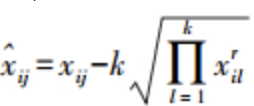 x̂ᵢⱼ = xᵢⱼ − k√(∏ₗ₌₁ᵏ xᵢₗʳ)